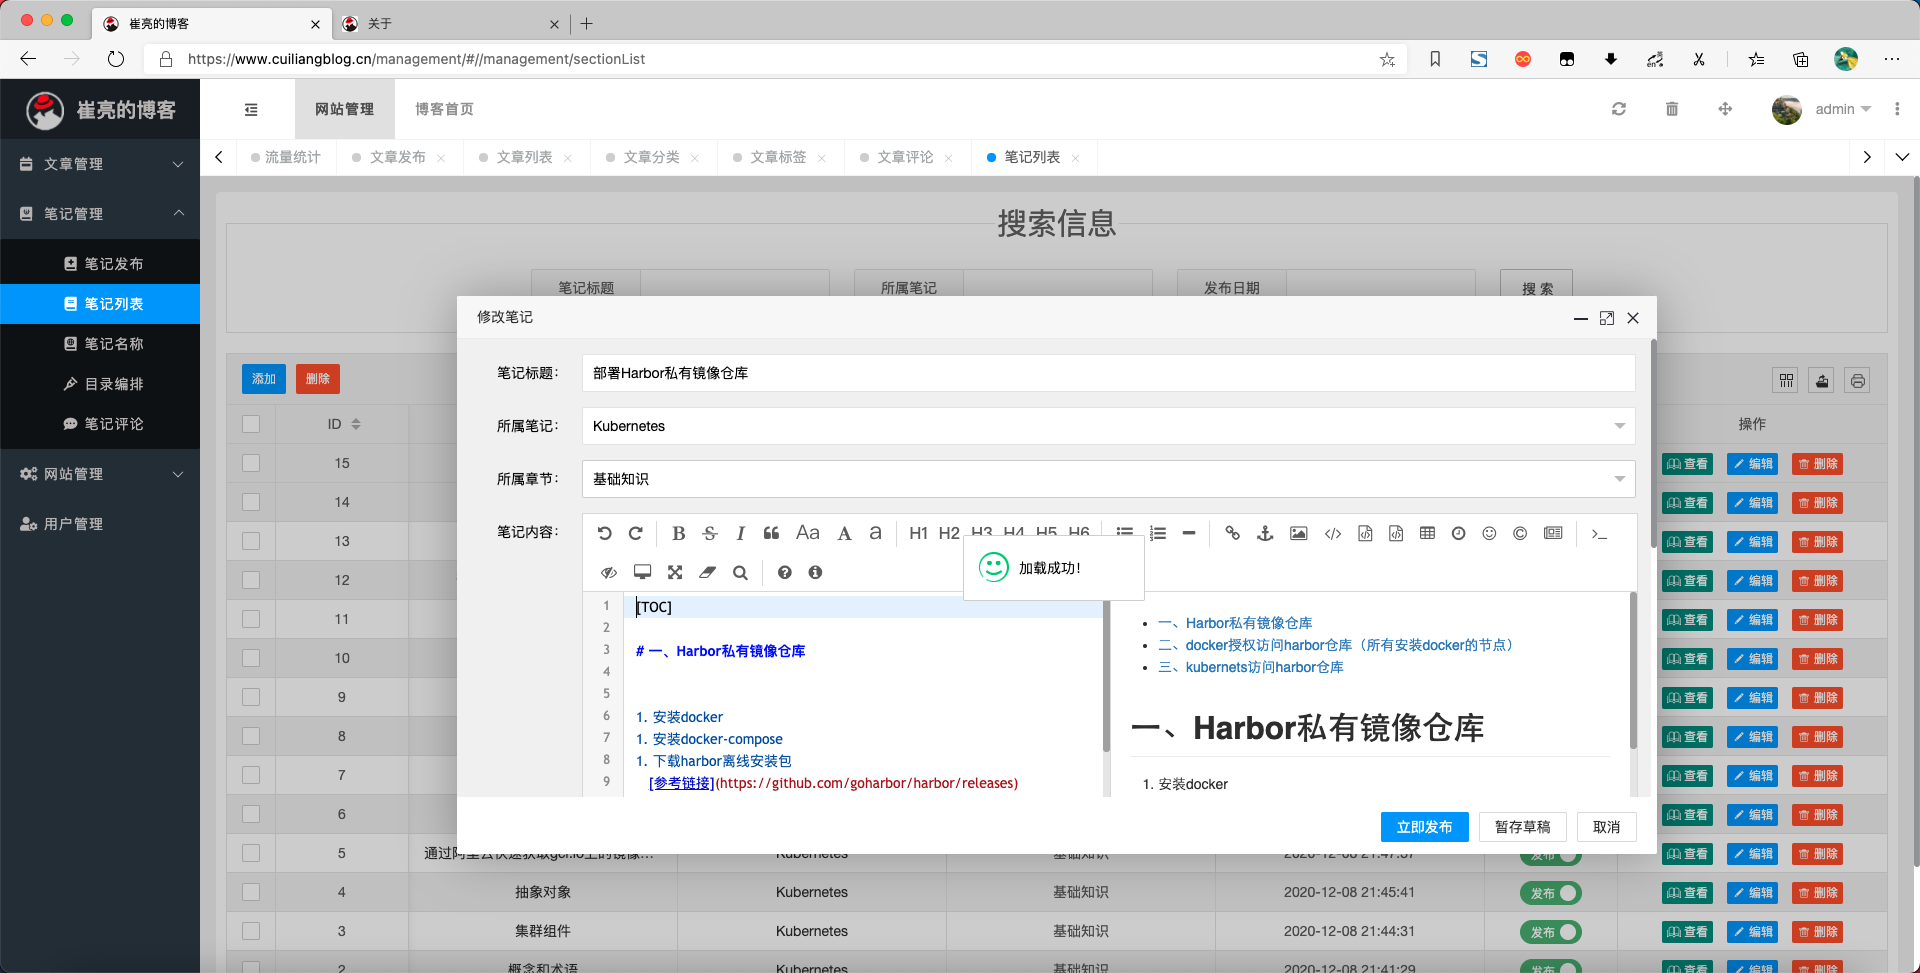 崔亮的博客
关于
https://www.cuiliangblog.cn/management/#//management/sectionList
崔亮的博客
网站管理
博客首页
admin
文章管理
笔记管理
笔记发布
笔记列表
笔记名称
目录编排
笔记评论
网站管理
用户管理
流量统计
文章发布
文章列表
文章分类
文章标签
文章评论
笔记列表
搜索信息
笔记标题
所属笔记
发布日期
搜 索
添加
删除
ID
操作
15
查看 编辑 删除
14
查看 编辑 删除
13
查看 编辑 删除
12
查看 编辑 删除
11
查看 编辑 删除
10
查看 编辑 删除
9
查看 编辑 删除
8
查看 编辑 删除
7
查看 编辑 删除
6
查看 编辑 删除
5 通过阿里云快速获取gcr.io上的镜像... Kubernetes 基础知识 2020-12-08 21:47:37 发布 查看 编辑 删除
4 抽象对象 Kubernetes 基础知识 2020-12-08 21:45:41 发布 查看 编辑 删除
3 集群组件 Kubernetes 基础知识 2020-12-08 21:44:31 发布 查看 编辑 删除
2 概念和术语 Kubernetes 基础知识 2020-12-08 21:41:29 发布 查看 编辑 删除
修改笔记
笔记标题：
部署Harbor私有镜像仓库
所属笔记：
Kubernetes
所属章节：
基础知识
笔记内容：
B S I Aa A a H1 H2 H3 H4 H5 H6
加载成功!
1 [TOC]
2
3 # 一、Harbor私有镜像仓库
4
5
6 1. 安装docker
7 1. 安装docker-compose
8 1. 下载harbor离线安装包
9 [参考链接](https://github.com/goharbor/harbor/releases)
一、Harbor私有镜像仓库
二、docker授权访问harbor仓库（所有安装docker的节点）
三、kubernets访问harbor仓库
一、Harbor私有镜像仓库
1. 安装docker
立即发布
暂存草稿
取消